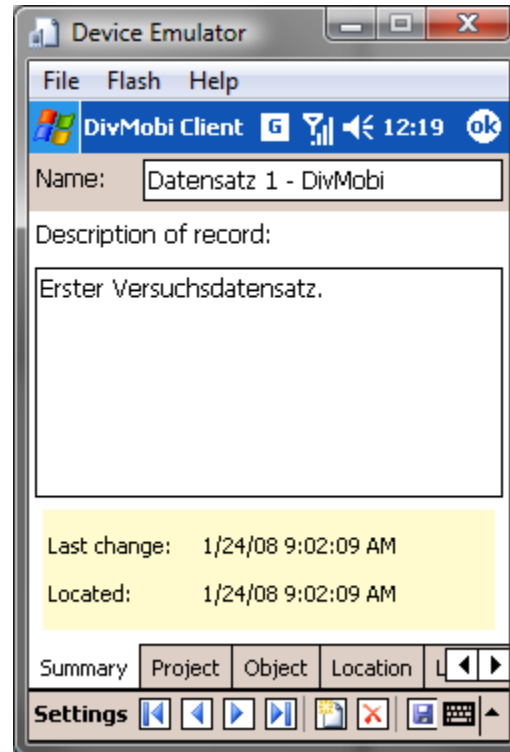 Device Emulator
File Flash Help
DivMobi Client G 12:19 ok
Name: Datensatz 1 - DivMobi
Description of record:
Erster Versuchsdatensatz.
Last change: 1/24/08 9:02:09 AM
Located: 1/24/08 9:02:09 AM
Summary Project Object Location L
Settings